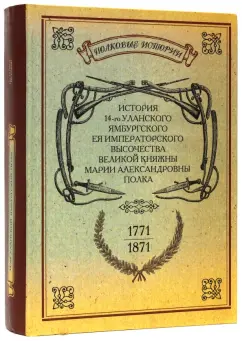 ПОЛКОВЫЕ ИСТОРИИ
ИСТОРИЯ
14-го УЛАНСКОГО
ЯМБУРГСКОГО
ЕЯ ИМПЕРАТОРСКОГО
ВЫСОЧЕСТВА
ВЕЛИКОЙ КНЯЖНЫ
МАРИИ АЛЕКСАНДРОВНЫ
ПОЛКА
1771
1871